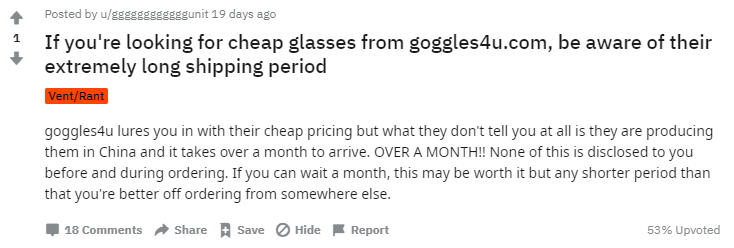 Posted by u/ggggggggggggunit 19 days ago
1
If you're looking for cheap glasses from goggles4u.com, be aware of their
extremely long shipping period
Vent/Rant
goggles4u lures you in with their cheap pricing but what they don't tell you at all is they are producing
them in China and it takes over a month to arrive. OVER A MONTH!! None of this is disclosed to you
before and during ordering. If you can wait a month, this may be worth it but any shorter period than
that you're better off ordering from somewhere else.
18 Comments Share Save Hide Report 53% Upvoted